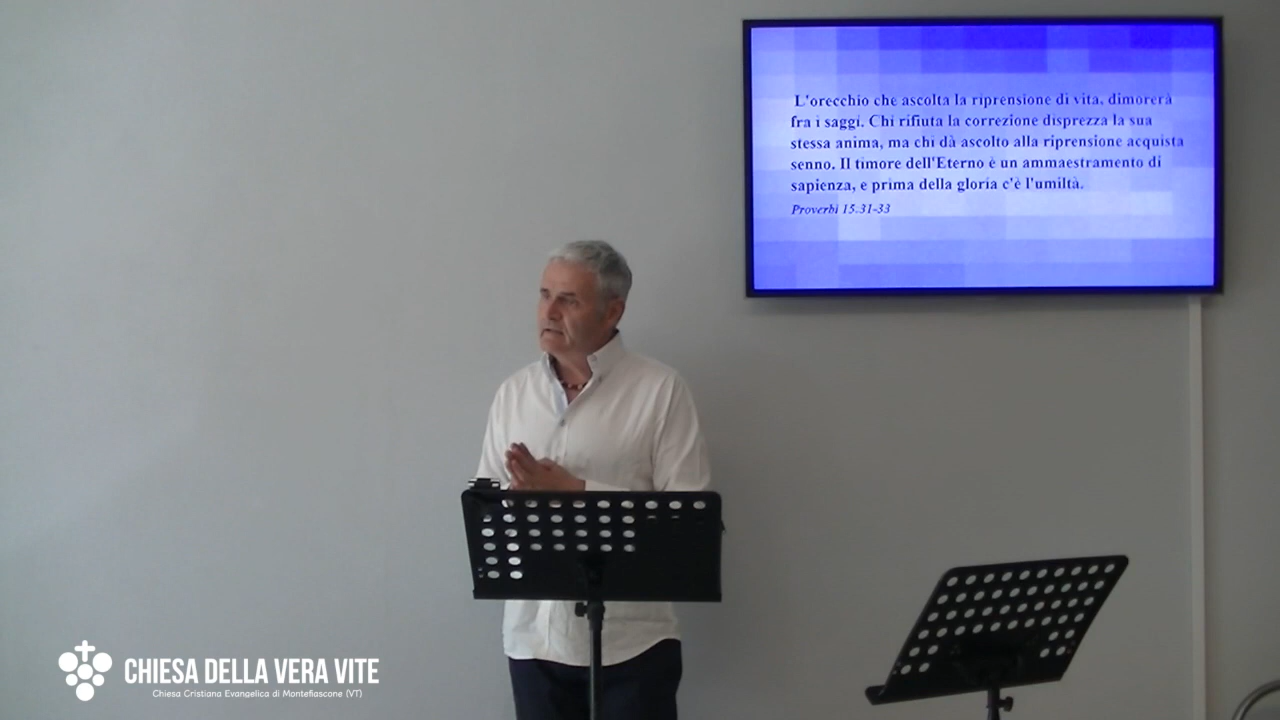 L'orecchio che ascolta la riprensione di vita, dimorerà
fra i saggi. Chi rifiuta la correzione disprezza la sua
stessa anima, ma chi dà ascolto alla riprensione acquista
senno. Il timore dell'Eterno è un ammaestramento di
sapienza, e prima della gloria c'è l'umiltà.
Proverbi 15.31-33
CHIESA DELLA VERA VITE
Chiesa Cristiana Evangelica di Montefiascone (VT)